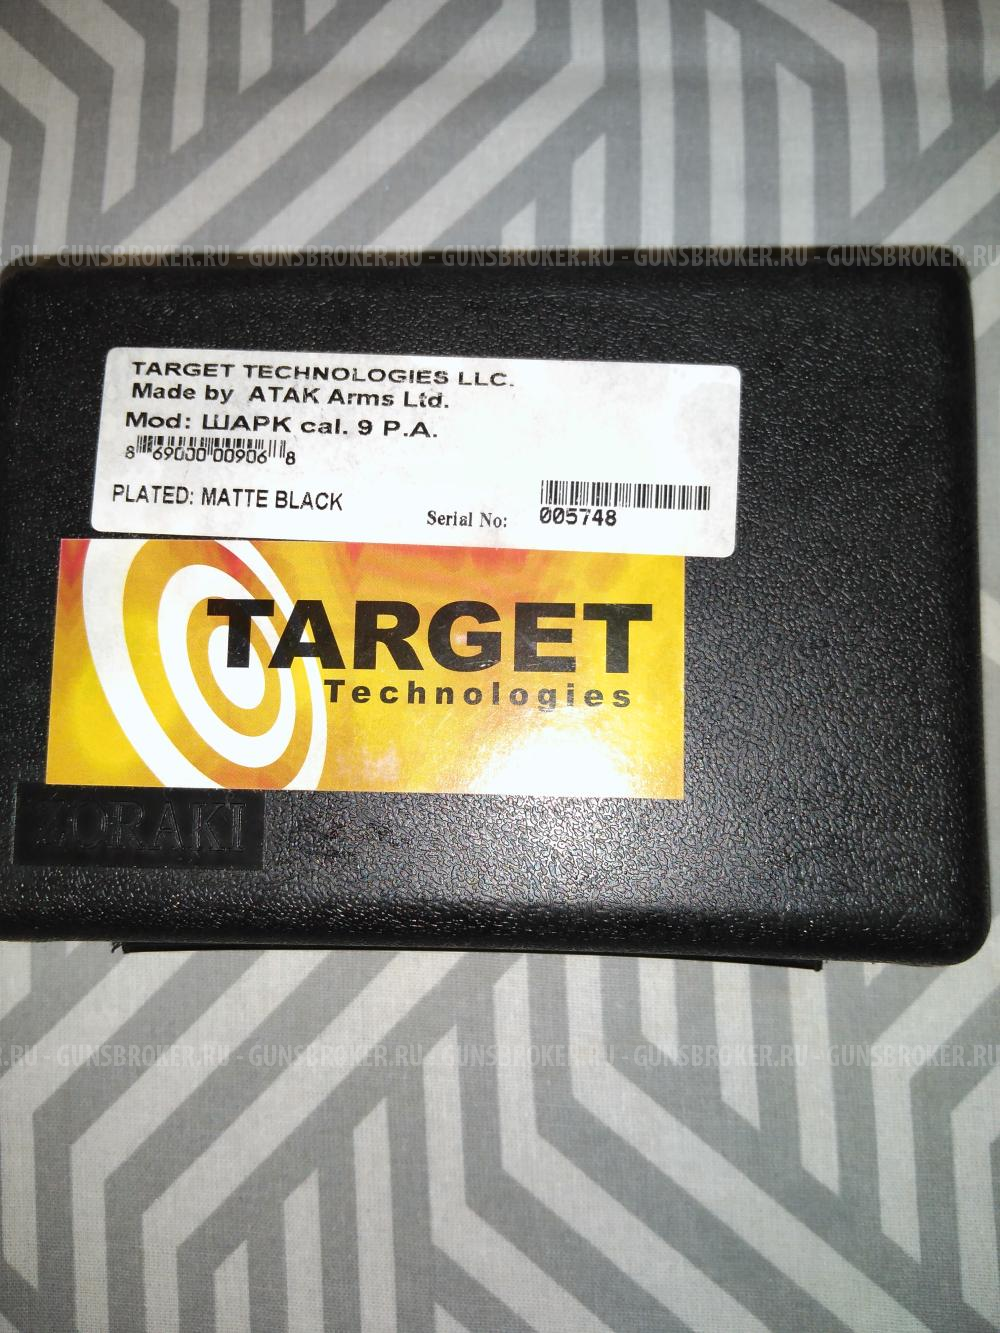 .RU - GUNSBROKER.RU - GUNSBROKER.RU - GUNSBROKER.RU - GUNSBROKER.RU
TARGET TECHNOLOGIES LLC.
Made by ATAK Arms Ltd.
Mod: ШАРК cal. 9 P.A.
8 690000 00906 8
PLATED: MATTE BLACK
Serial No: 005748
TARGET
Technologies
ZORAKI
.RU - GUNSBROKER.RU - GUNSBROKER.RU - GUNSBROKER.RU - GUNSBROKER.RU - GUNSBROKER.RU